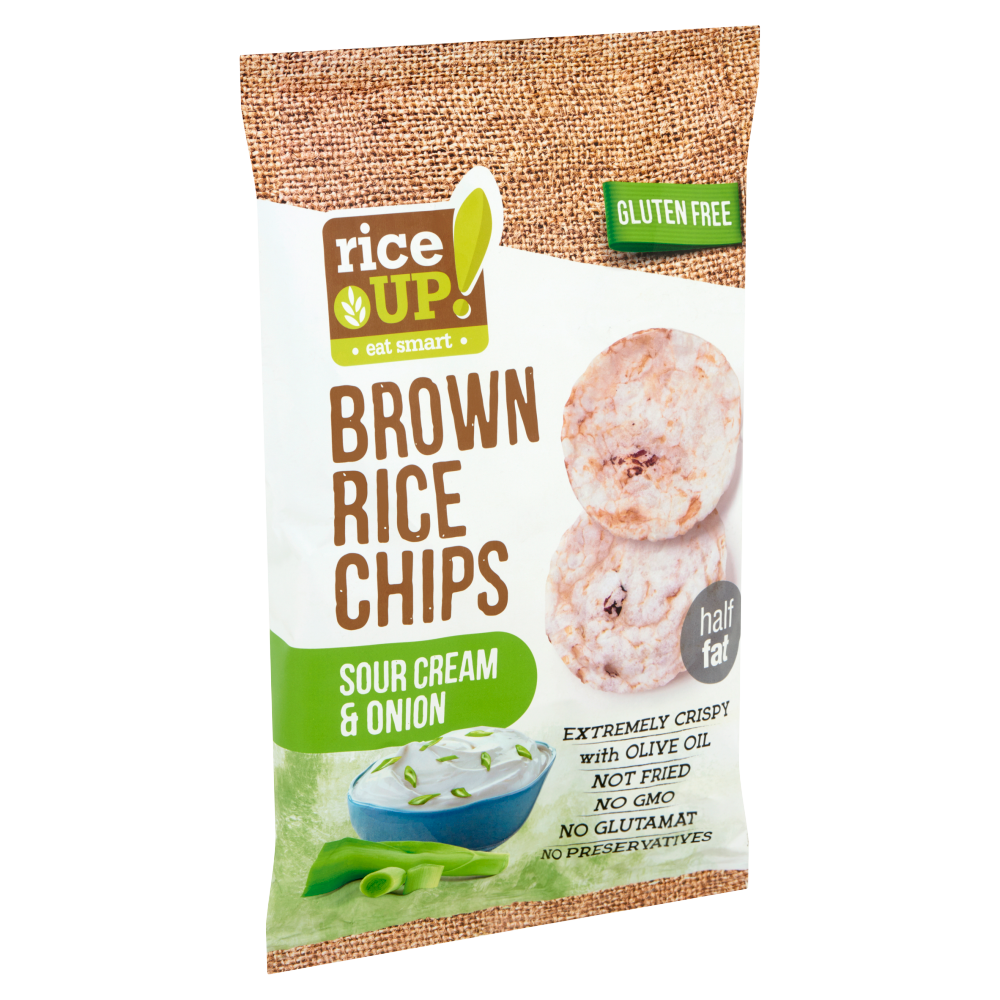 GLUTEN FREE
rice
UP!
• eat smart •
BROWN
RICE
CHIPS
half
fat
SOUR CREAM
& ONION
EXTREMELY CRISPY
with OLIVE OIL
NOT FRIED
NO GMO
NO GLUTAMAT
NO PRESERVATIVES